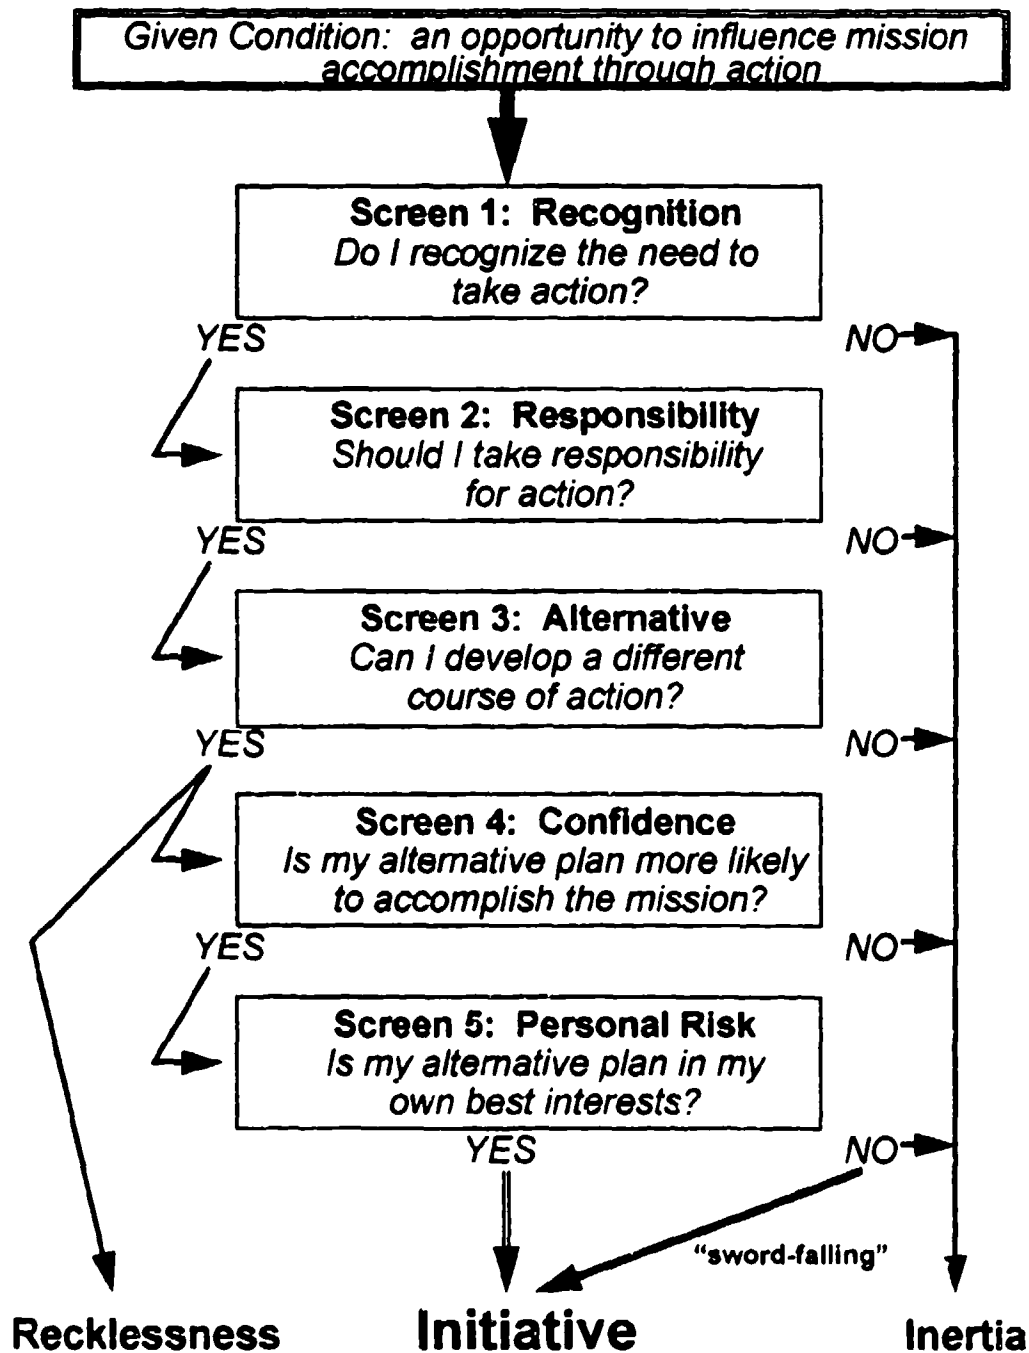 Given Condition: an opportunity to influence mission
accomplishment through action
Screen 1: Recognition
Do I recognize the need to
take action?
YES
NO
Screen 2: Responsibility
Should I take responsibility
for action?
YES
NO
Screen 3: Alternative
Can I develop a different
course of action?
YES
NO
Screen 4: Confidence
Is my alternative plan more likely
to accomplish the mission?
YES
NO
Screen 5: Personal Risk
Is my alternative plan in my
own best interests?
YES
NO
"sword-falling"
Recklessness
Initiative
Inertia